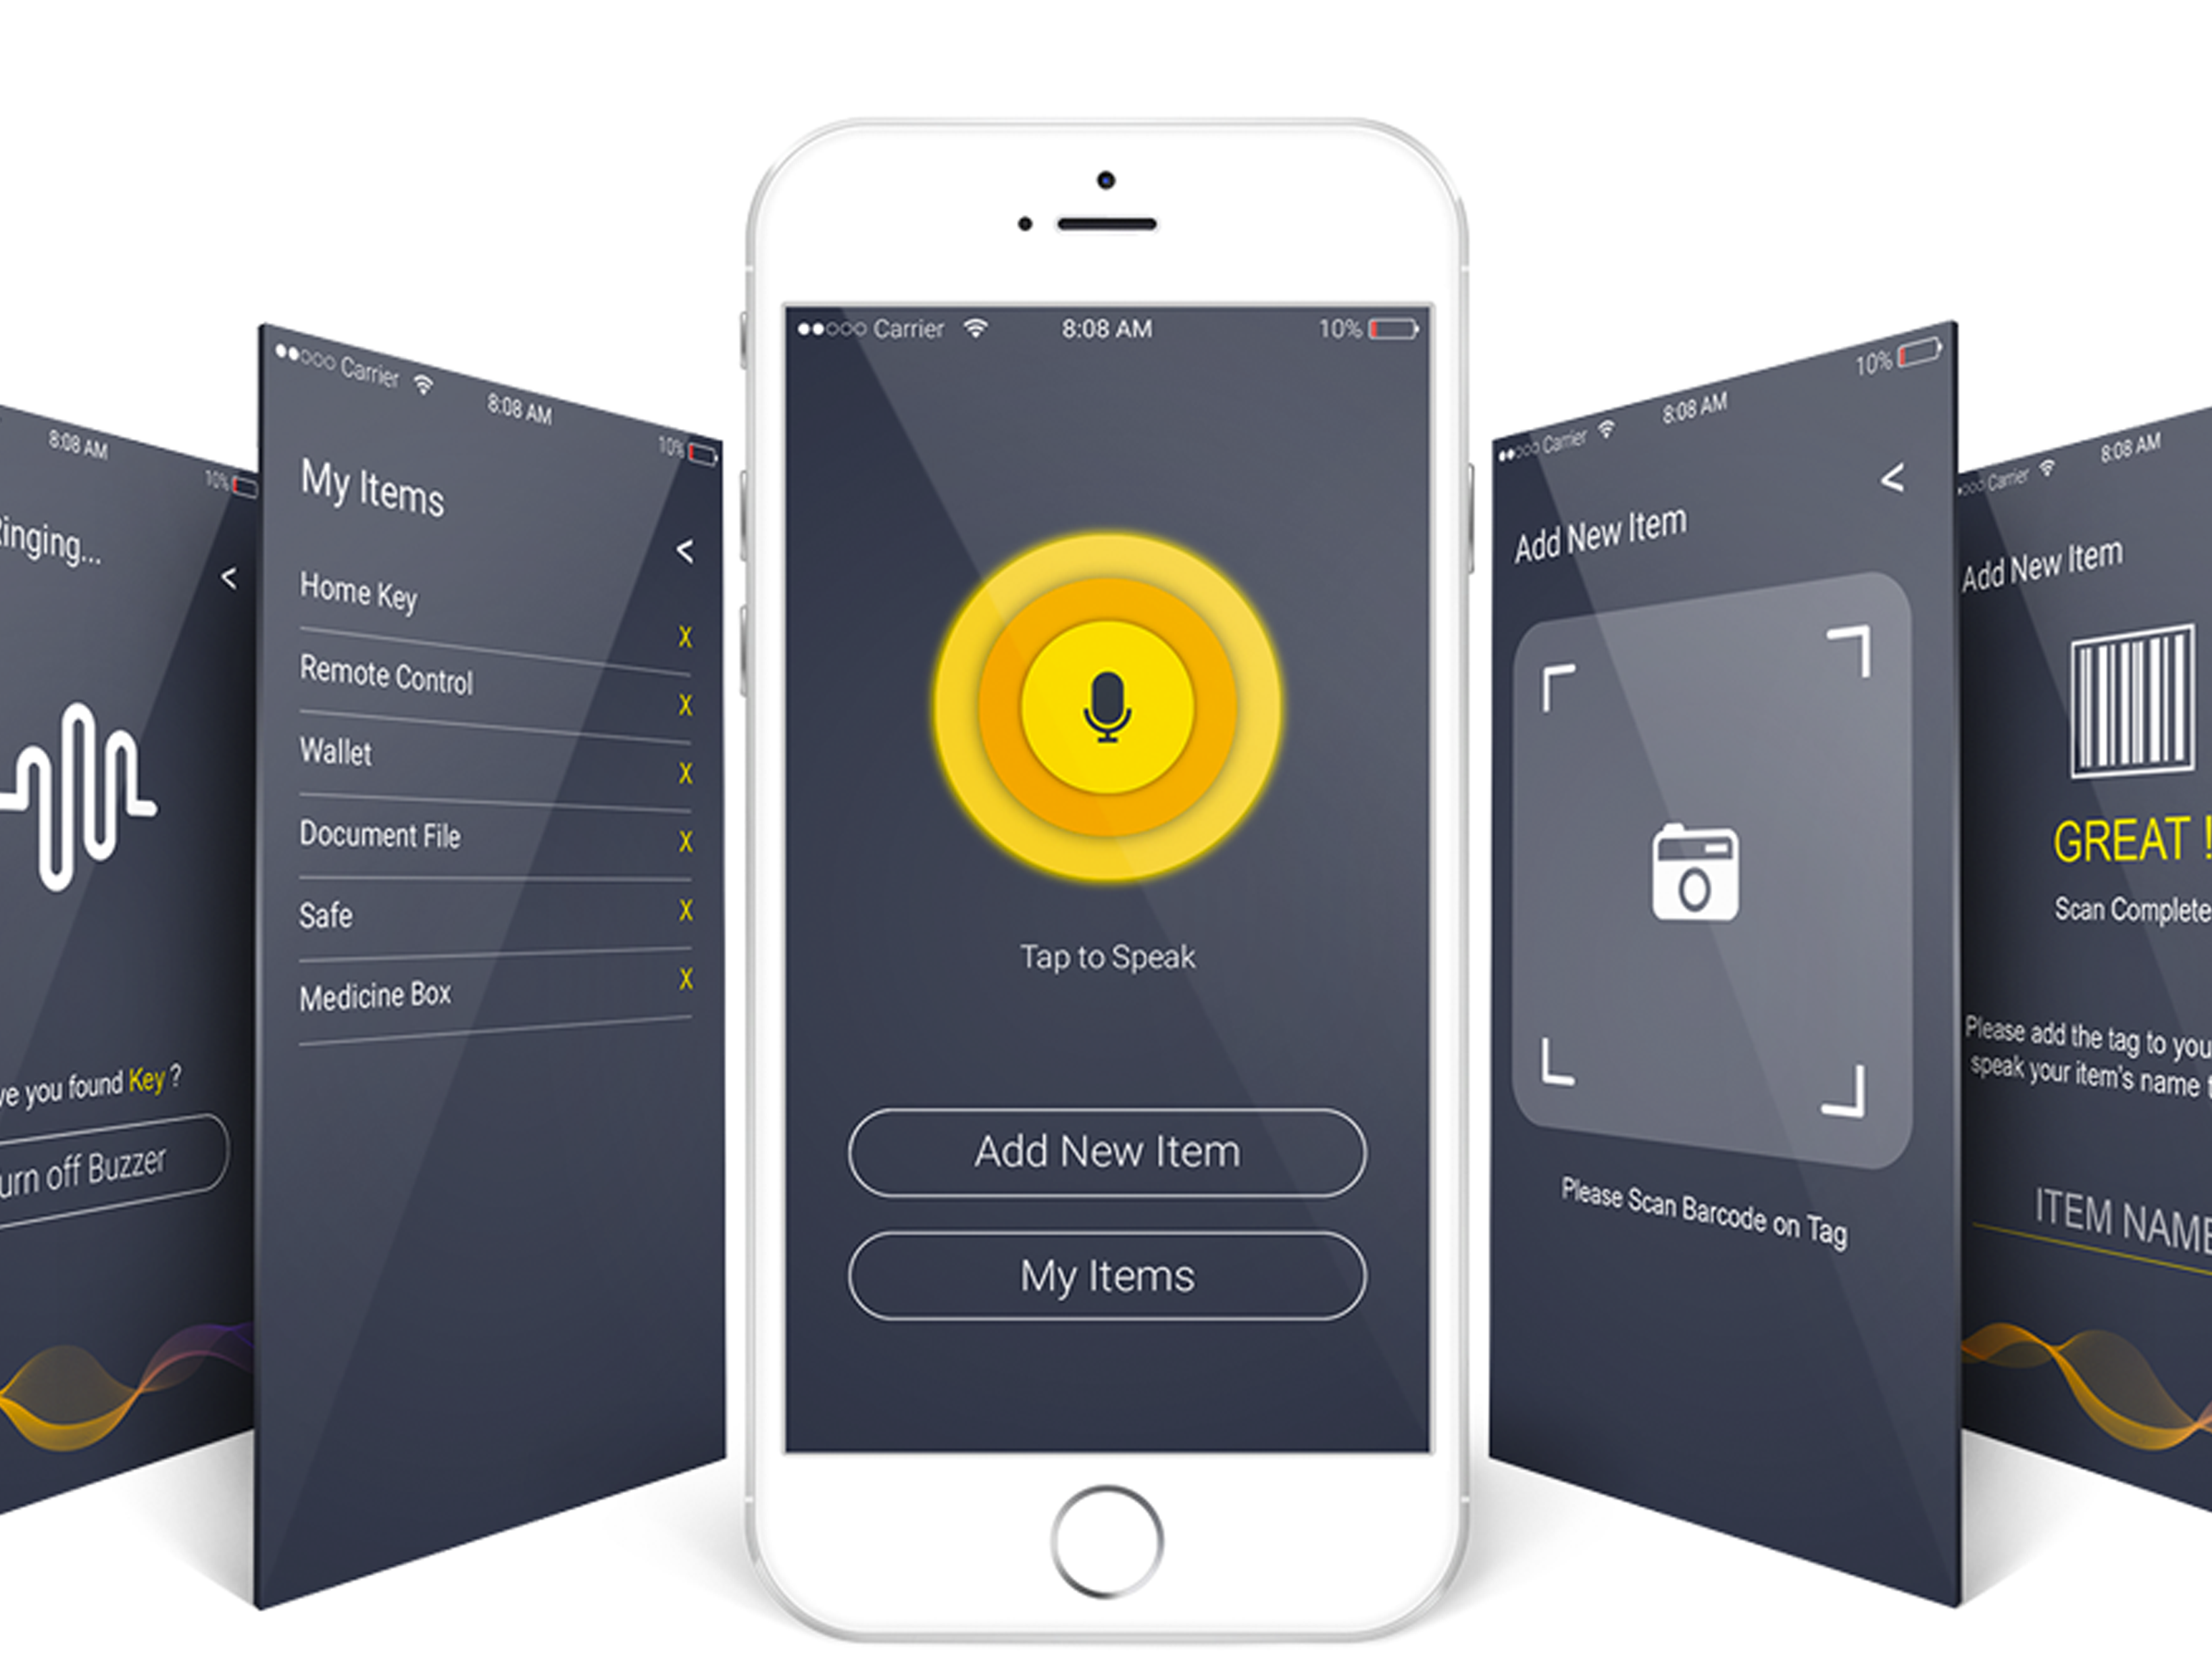 8:08 AM
10%
inging...
<
ve you found Key ?
urn off Buzzer
Carrier
8:08 AM
10%
My Items
<
Home Key
X
Remote Control
X
Wallet
X
Document File
X
Safe
X
Medicine Box
X
Carrier
8:08 AM
10%
Tap to Speak
Add New Item
My Items
Carrier
8:08 AM
10%
<
Add New Item
Please Scan Barcode on Tag
Carrier
8:08 AM
Add New Item
GREAT !
Scan Complete
Please add the tag to you
speak your item's name t
ITEM NAME